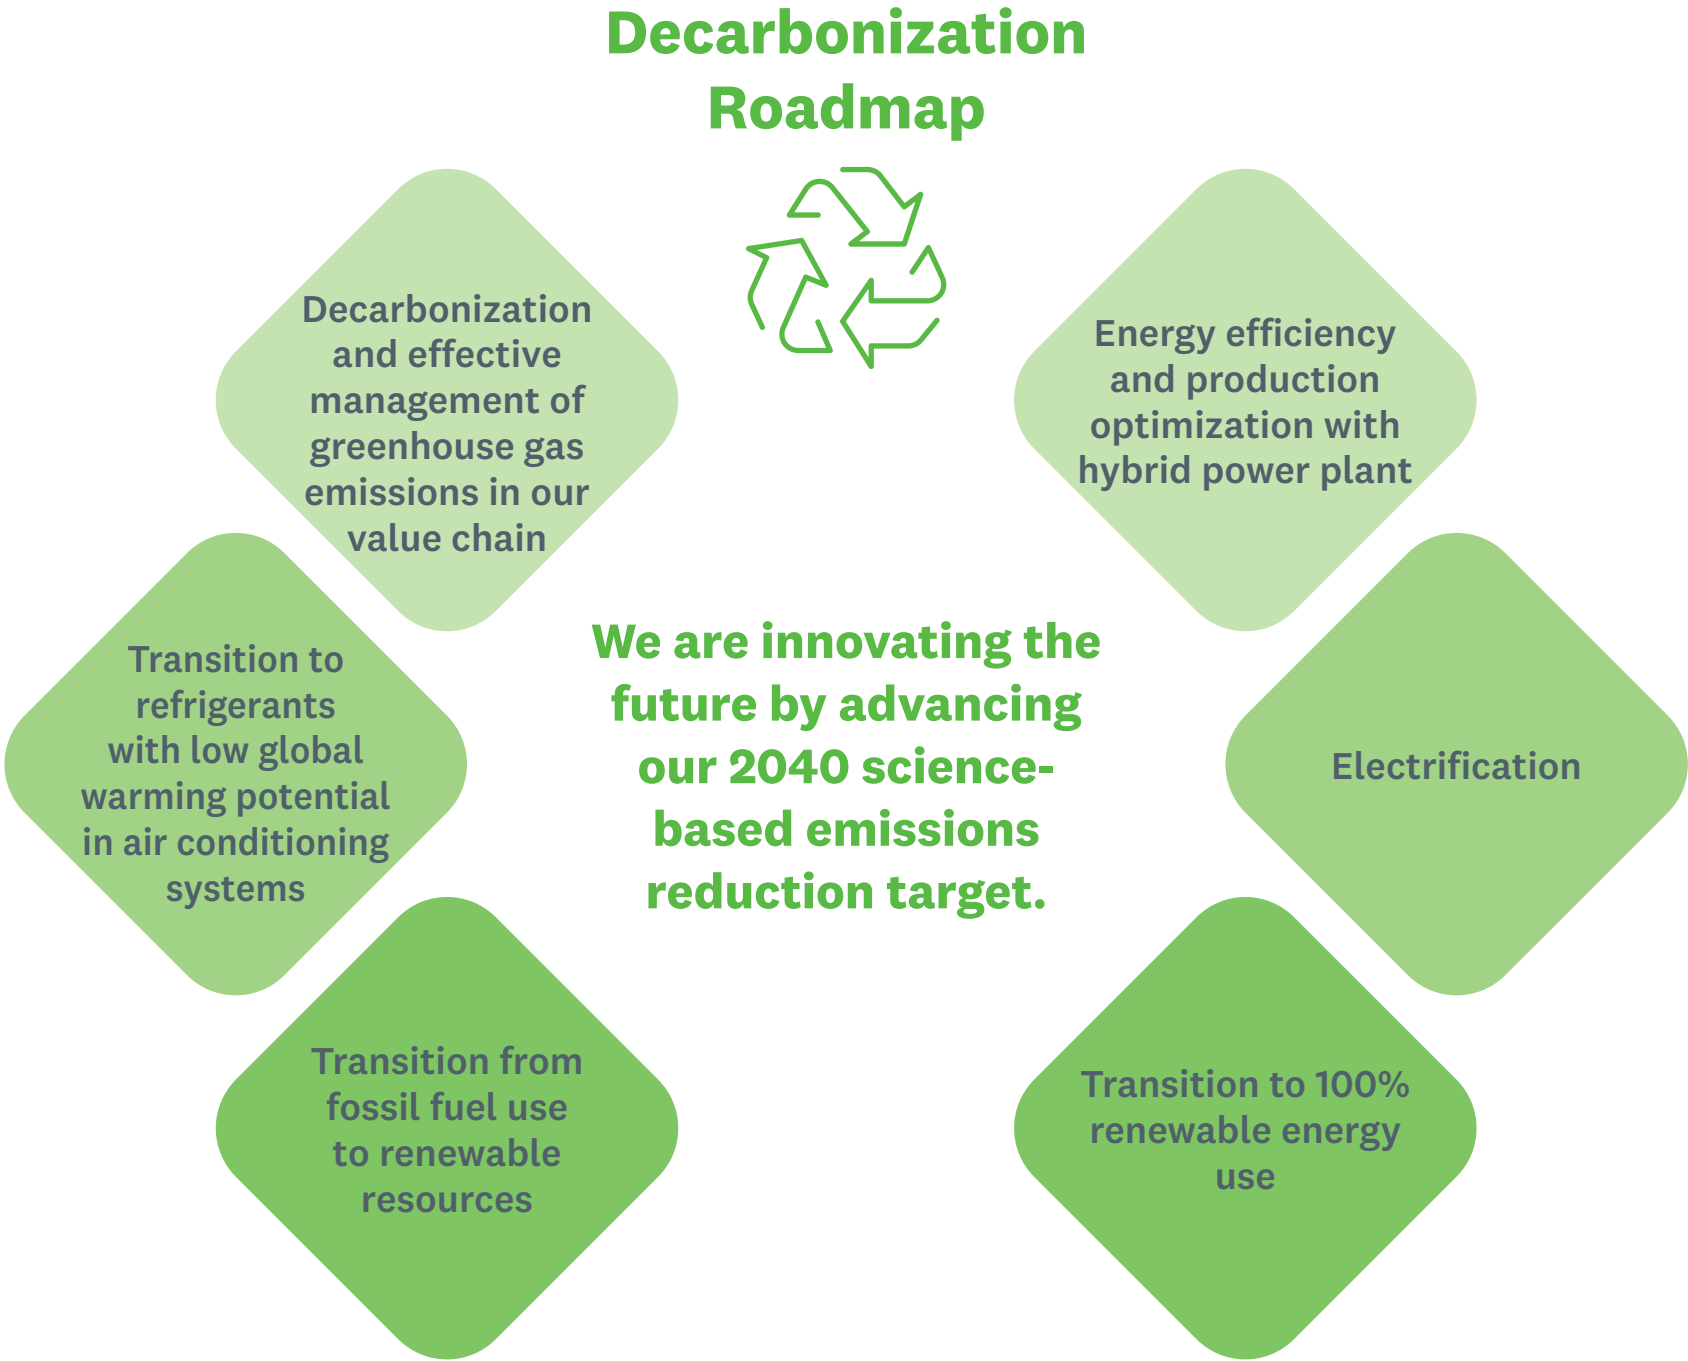 Decarbonization
Roadmap
Decarbonization
and effective
management of
greenhouse gas
emissions in our
value chain
Energy efficiency
and production
optimization with
hybrid power plant
Transition to
refrigerants
with low global
warming potential
in air conditioning
systems
We are innovating the
future by advancing
our 2040 science-
based emissions
reduction target.
Electrification
Transition from
fossil fuel use
to renewable
resources
Transition to 100%
renewable energy
use